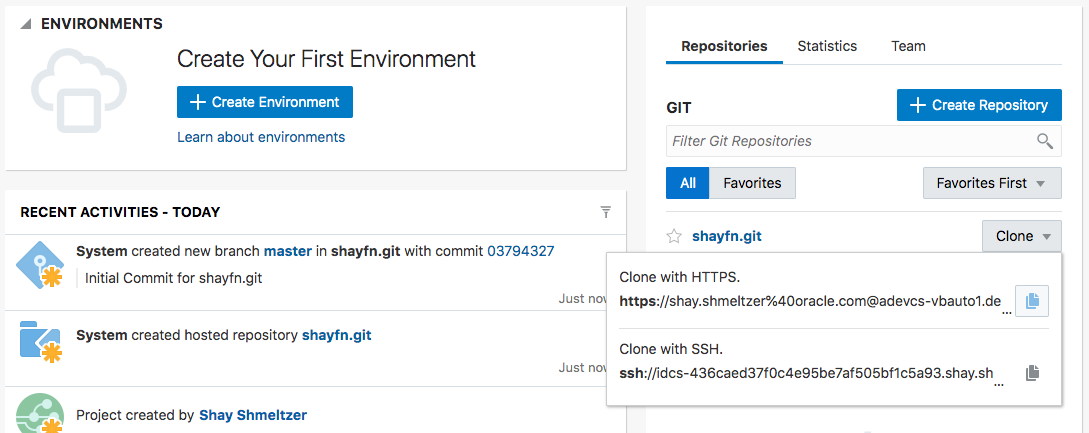 ENVIRONMENTS
Create Your First Environment
+ Create Environment
Learn about environments
RECENT ACTIVITIES - TODAY
System created new branch master in shayfn.git with commit 03794327
Initial Commit for shayfn.git
Just now
System created hosted repository shayfn.git
Just now
Project created by Shay Shmeltzer
Repositories Statistics Team
GIT
+ Create Repository
Filter Git Repositories
All Favorites Favorites First
shayfn.git Clone
Clone with HTTPS.
https://shay.shmeltzer%40oracle.com@adevcs-vbauto1.de...
Clone with SSH.
ssh://idcs-436caed37f0c4e95be7af505bf1c5a93.shay.sh...